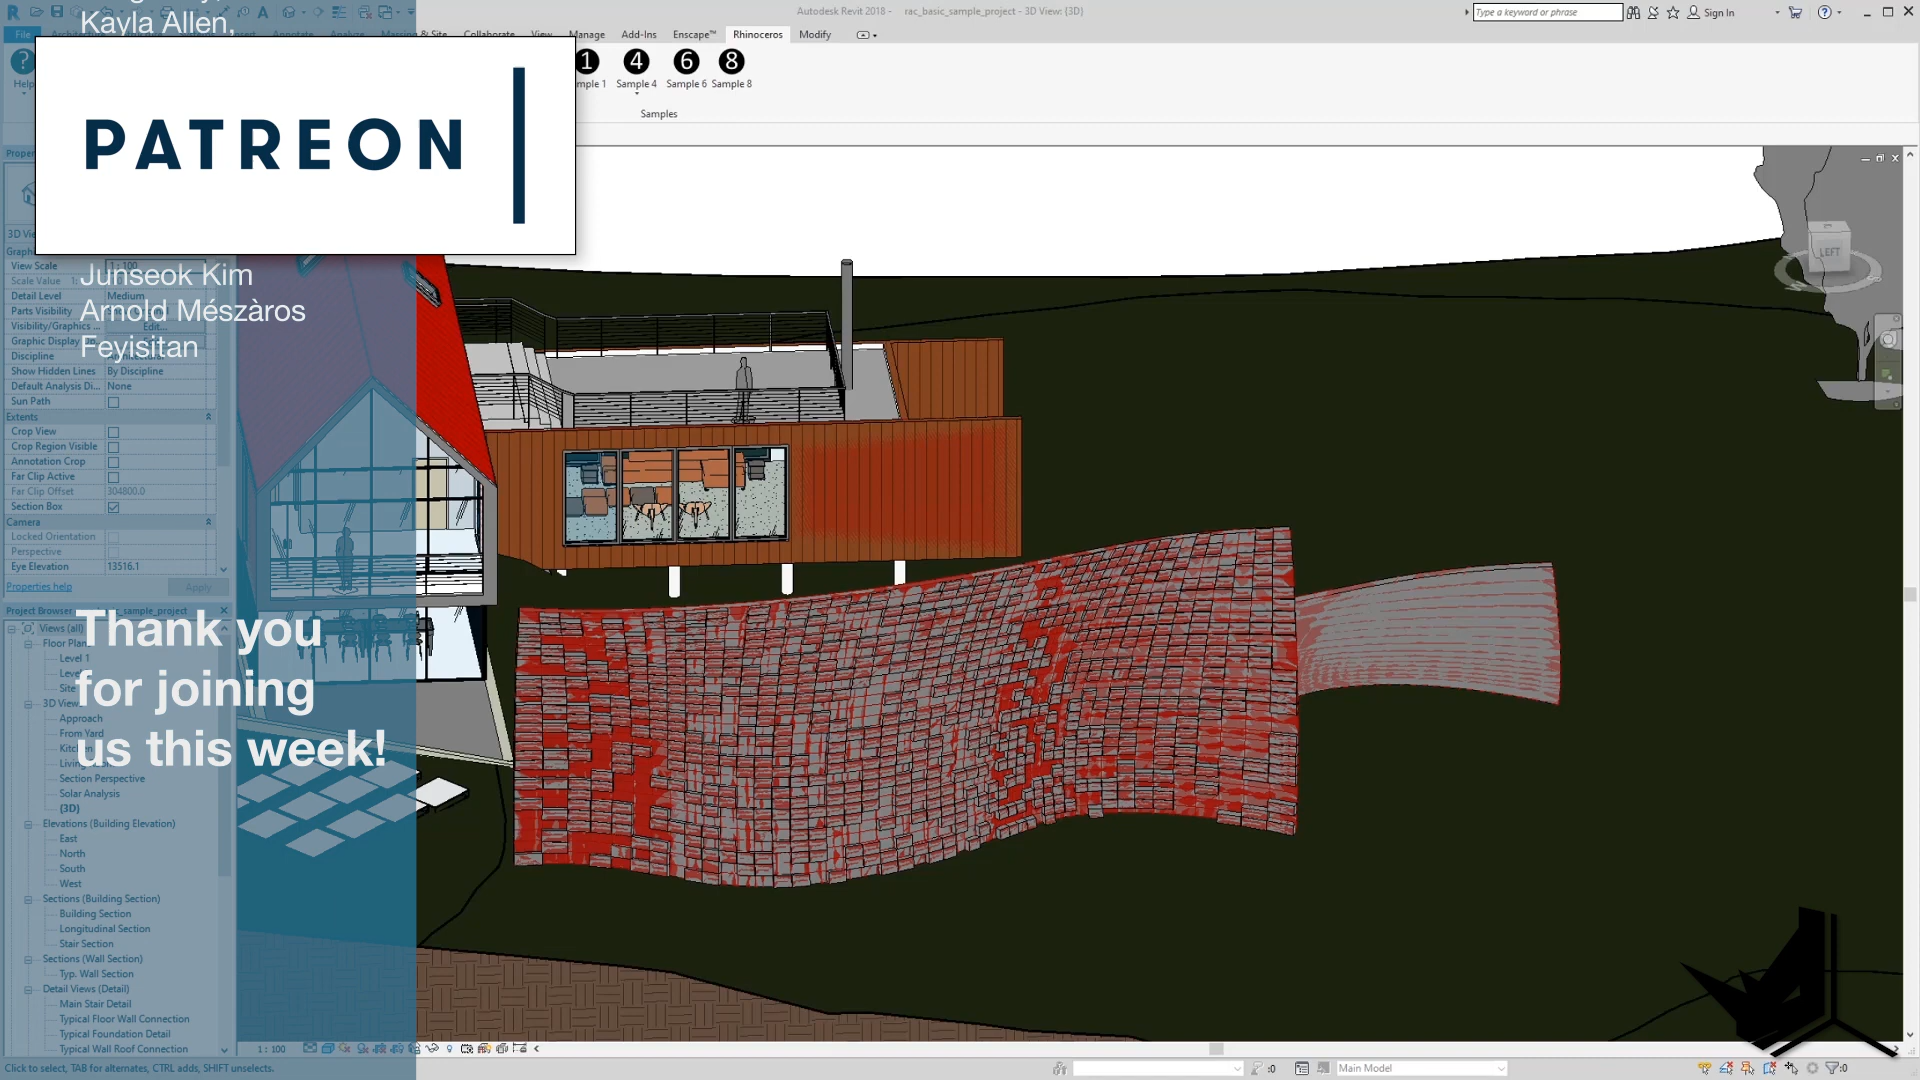 Autodesk Revit 2018 - rac_basic_sample_project - 3D View: {3D}
Type a keyword or phrase
Sign In
Kayla Allen,
File
Manage
Add-Ins
Enscape™
Rhinoceros
Modify
Help
Sample 4
Sample 6
Sample 8
Samples
PATREON
LEFT
View Scale
Scale Value
Detail Level
Medium
Parts Visibility
Visibility/Graphics ...
Edit...
Graphic Display
Discipline
Show Hidden Lines
By Discipline
Default Analysis Di...
None
Sun Path
Extents
Crop View
Crop Region Visible
Annotation Crop
Far Clip Active
Far Clip Offset
304800.0
Section Box
Camera
Locked Orientation
Perspective
Eye Elevation
13516.1
Properties help
Apply
Junseok Kim
Arnold Mészàros
Feyisitan
Project Browser
sample_project
Views (all)
Level 1
Site
Approach
From Yard
Section Perspective
Solar Analysis
{3D}
Elevations (Building Elevation)
East
North
South
West
Sections (Building Section)
Building Section
Longitudinal Section
Stair Section
Sections (Wall Section)
Typ. Wall Section
Detail Views (Detail)
Main Stair Detail
Typical Floor Wall Connection
Typical Foundation Detail
Typical Wall Roof Connection
Thank you
for joining
us this week!
1 : 100
Click to select, TAB for alternates, CTRL adds, SHIFT unselects.
:0
Main Model
:0